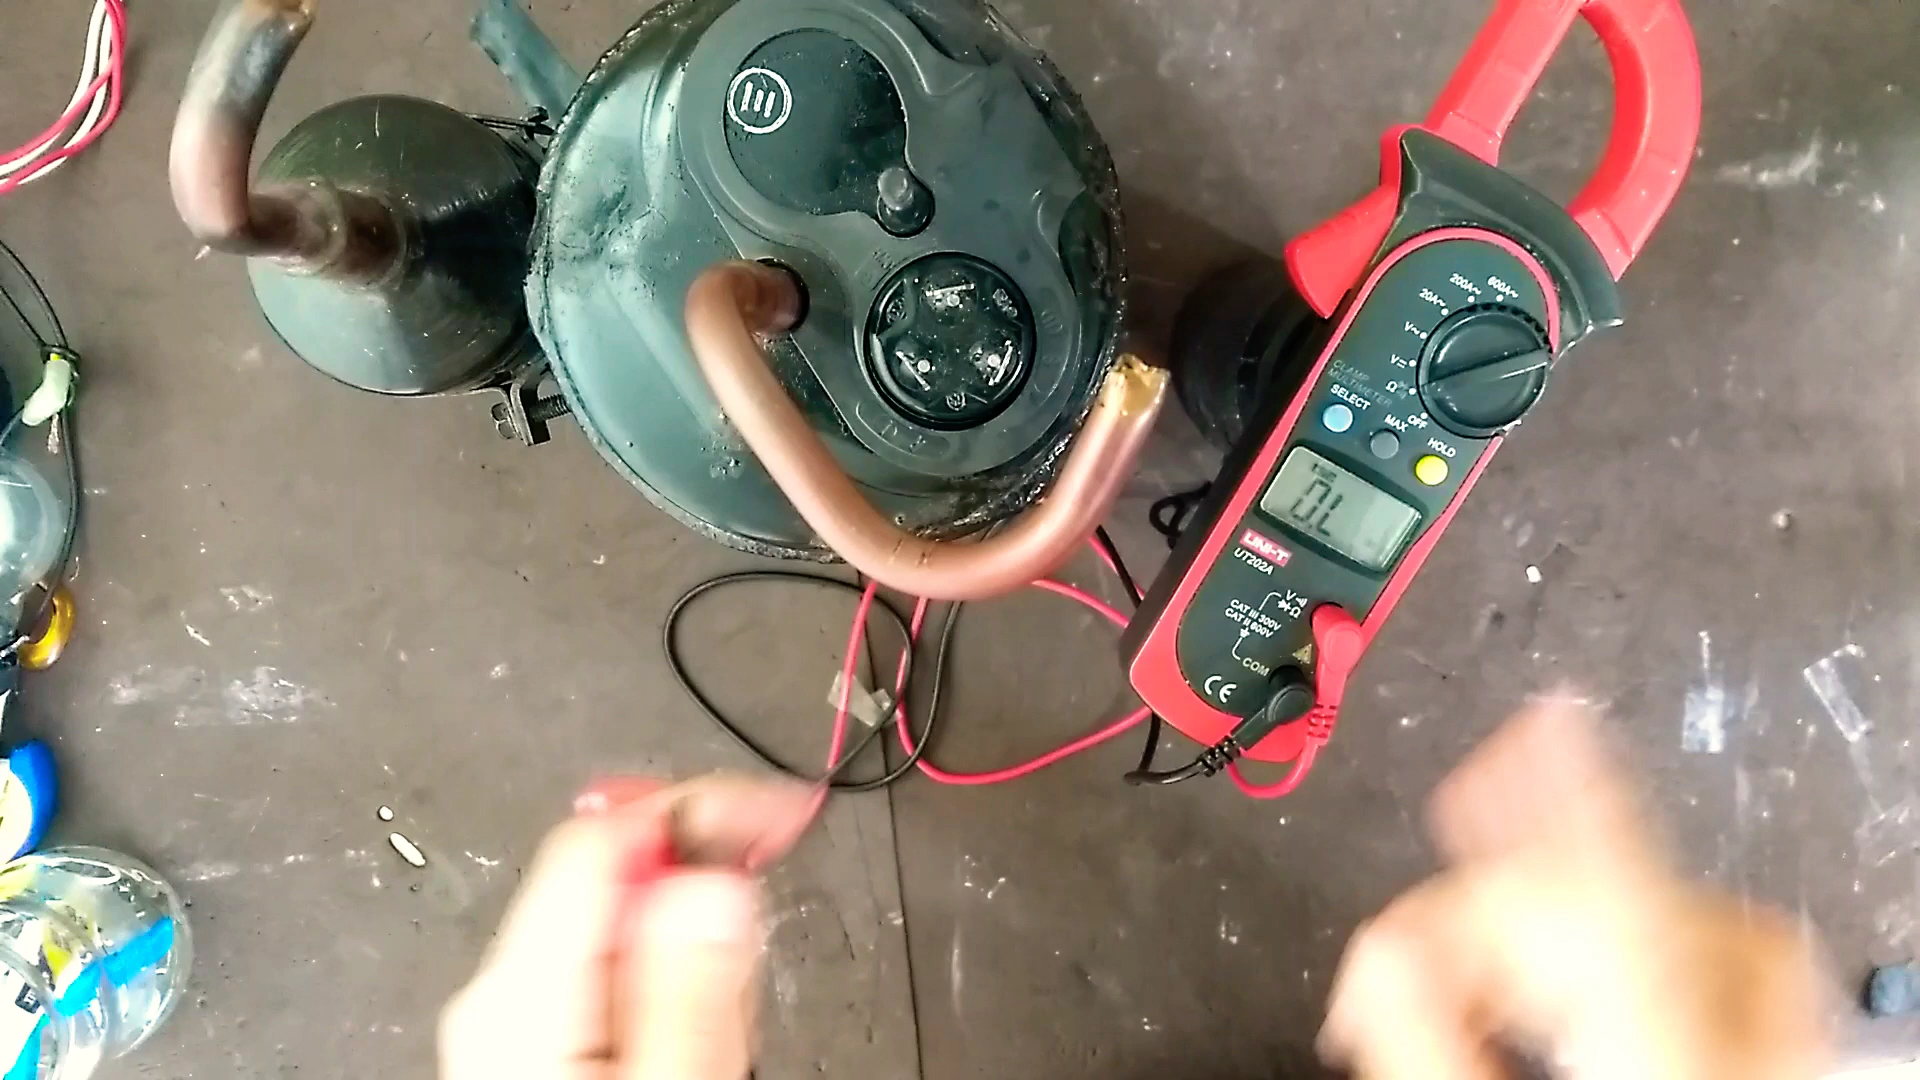 600A~
200A~
20A~
V~
V⎓
Ω
OFF
CLAMP
MULTIMETER
SELECT
MAX
HOLD
OL
UNI-T
UT202A
V
Ω
CAT III 300V
CAT II 600V
COM
CE